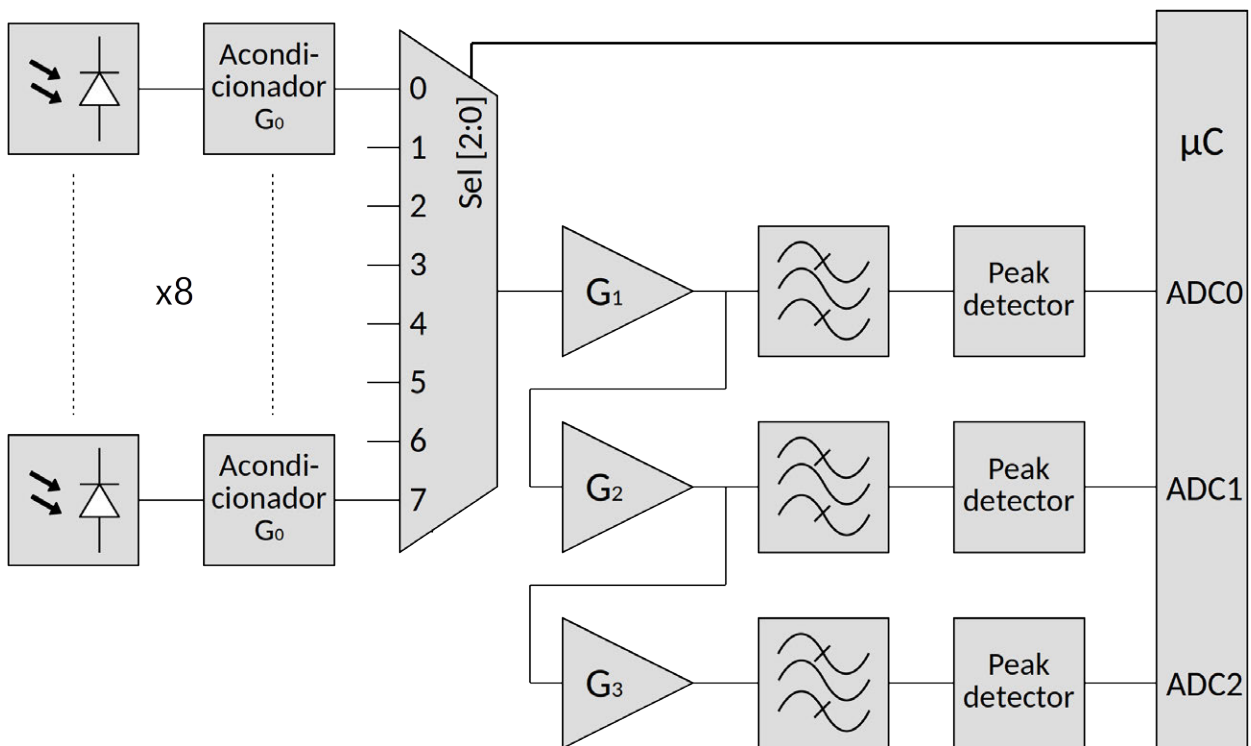 Acondi-
cionador
G0
0
1
2
3
4
5
6
7
Sel [2:0]
x8
Acondi-
cionador
G0
G1
Peak
detector
G2
Peak
detector
G3
Peak
detector
µC
ADC0
ADC1
ADC2